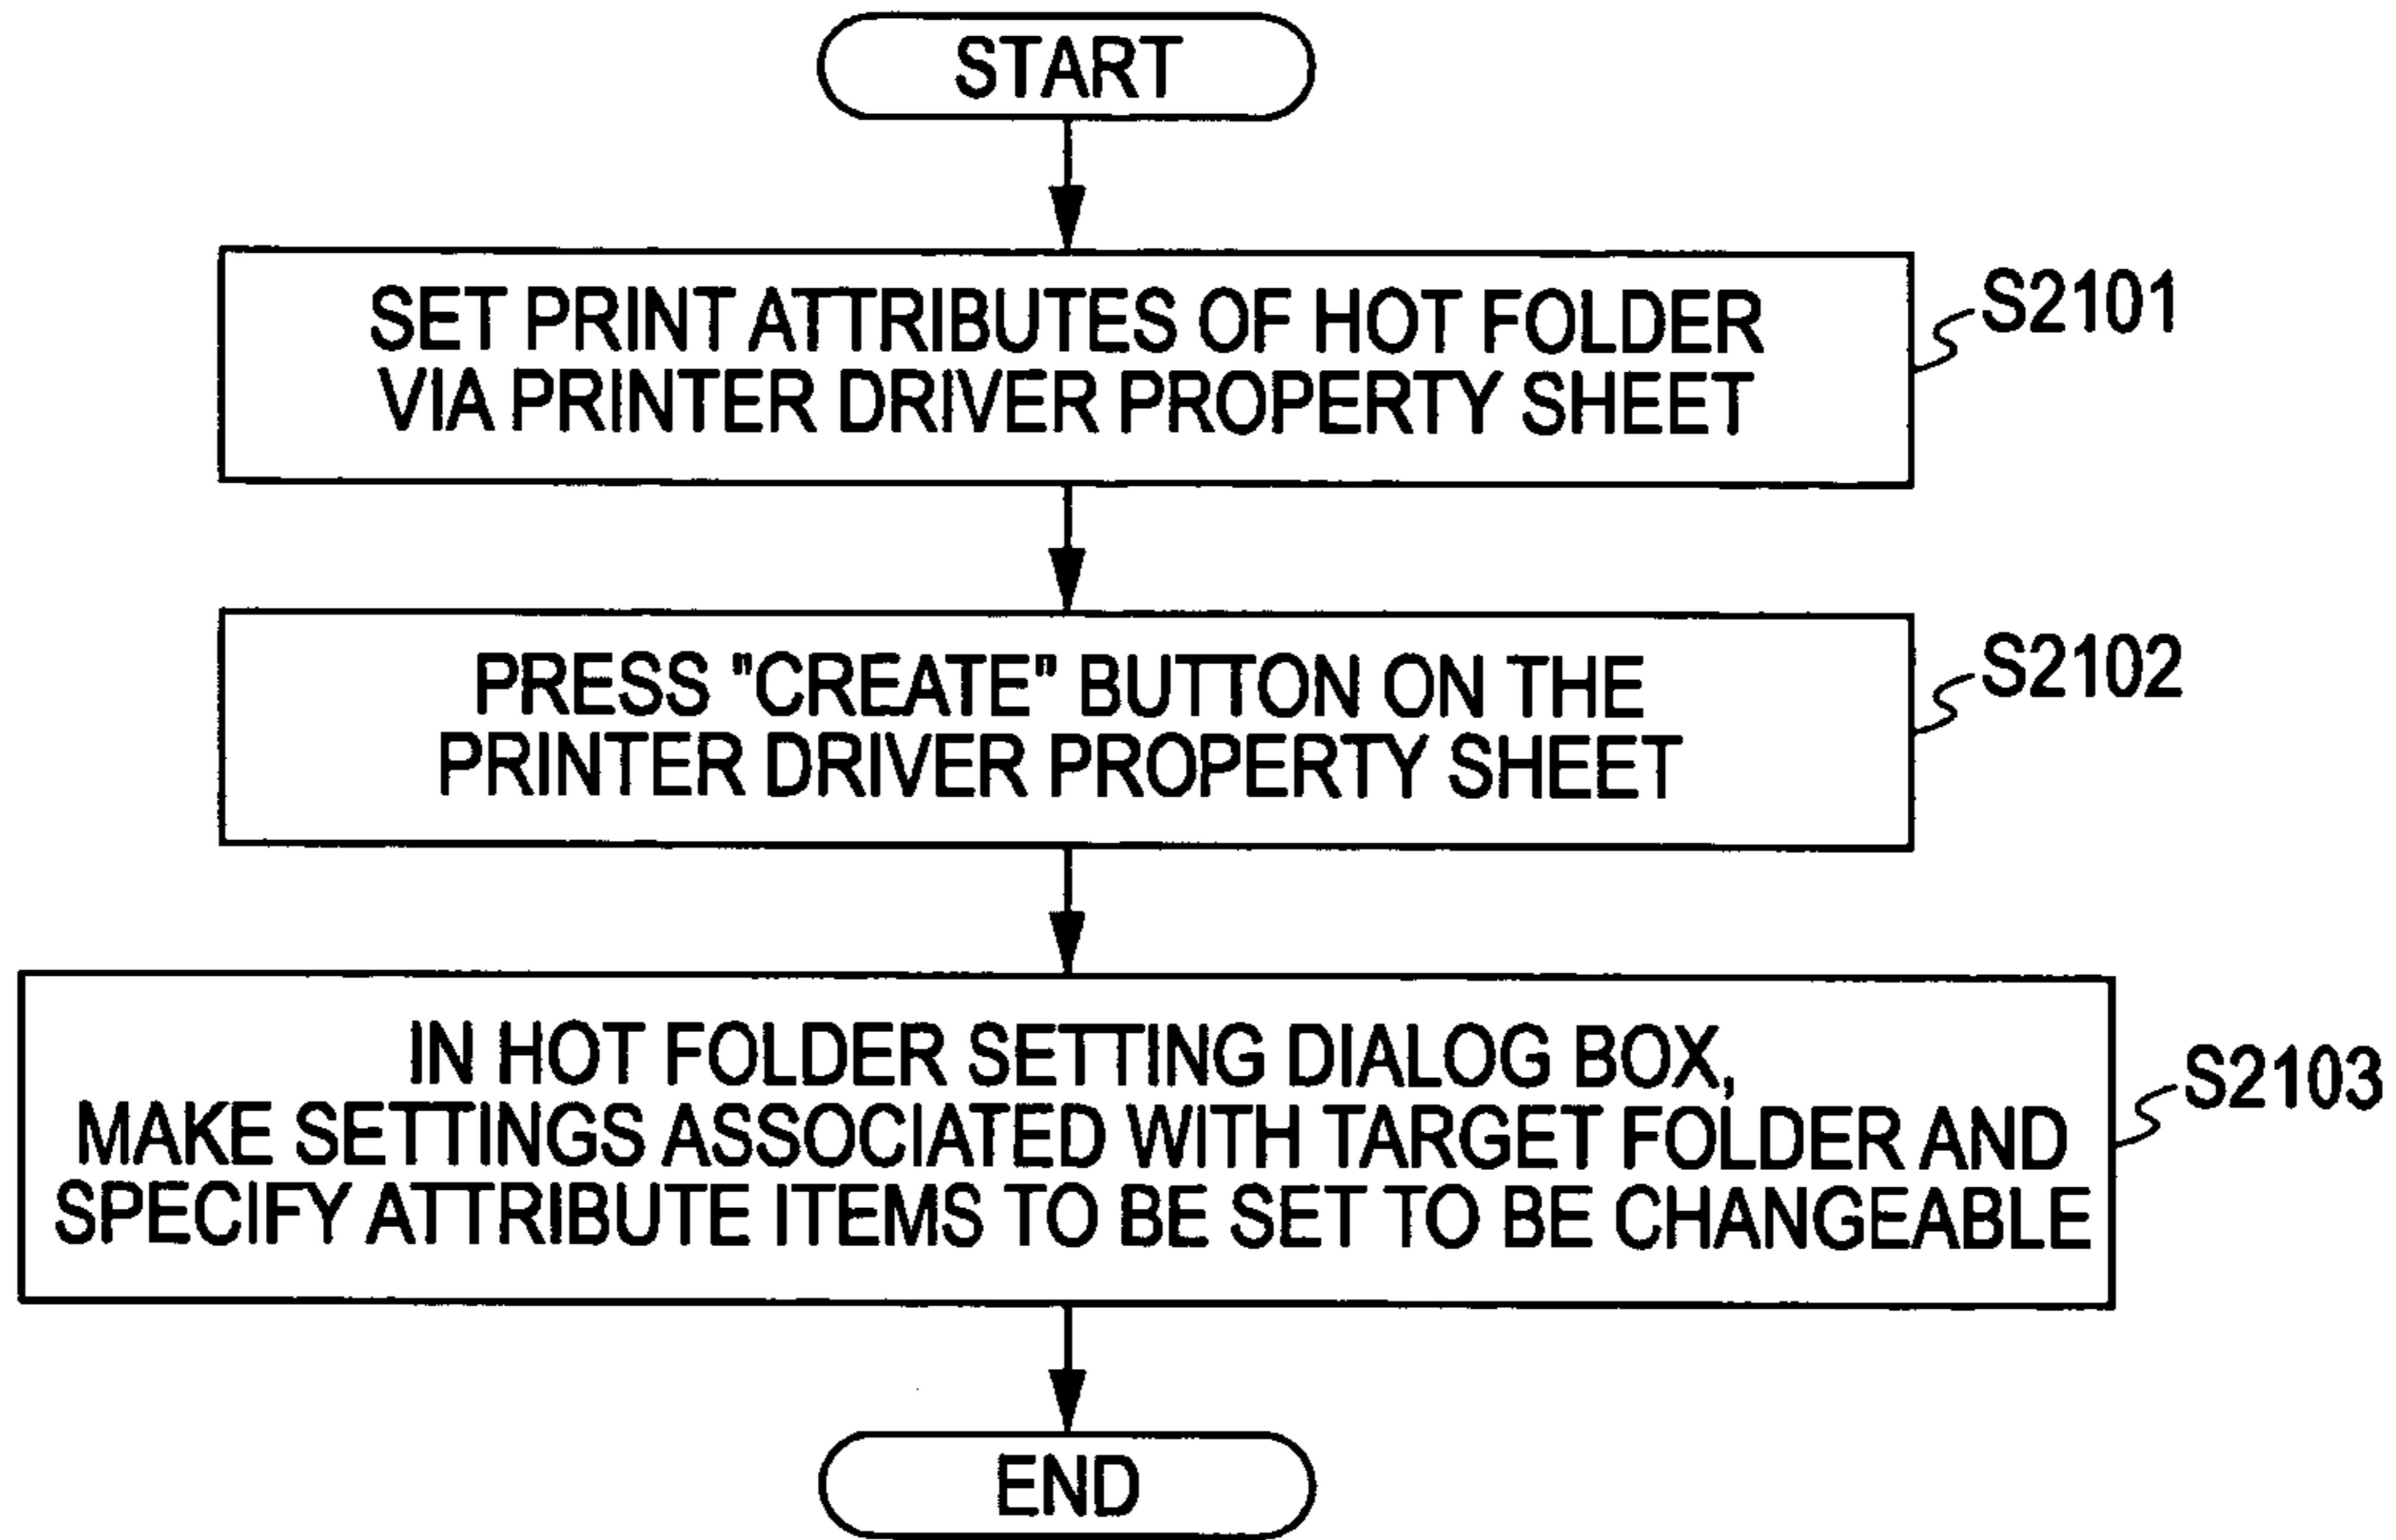 START
SET PRINT ATTRIBUTES OF HOT FOLDER
VIA PRINTER DRIVER PROPERTY SHEET
S2101
PRESS "CREATE" BUTTON ON THE
PRINTER DRIVER PROPERTY SHEET
S2102
IN HOT FOLDER SETTING DIALOG BOX,
MAKE SETTINGS ASSOCIATED WITH TARGET FOLDER AND
SPECIFY ATTRIBUTE ITEMS TO BE SET TO BE CHANGEABLE
S2103
END